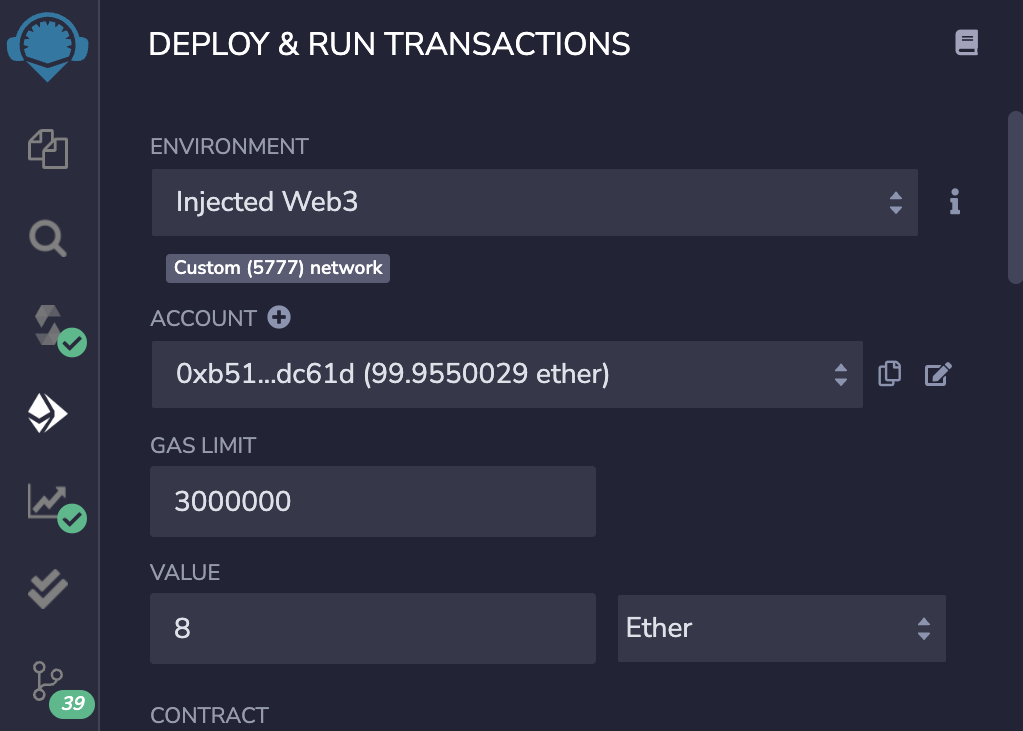 DEPLOY & RUN TRANSACTIONS
ENVIRONMENT
Injected Web3
Custom (5777) network
ACCOUNT
0xb51...dc61d (99.9550029 ether)
GAS LIMIT
3000000
VALUE
8
Ether
39
CONTRACT